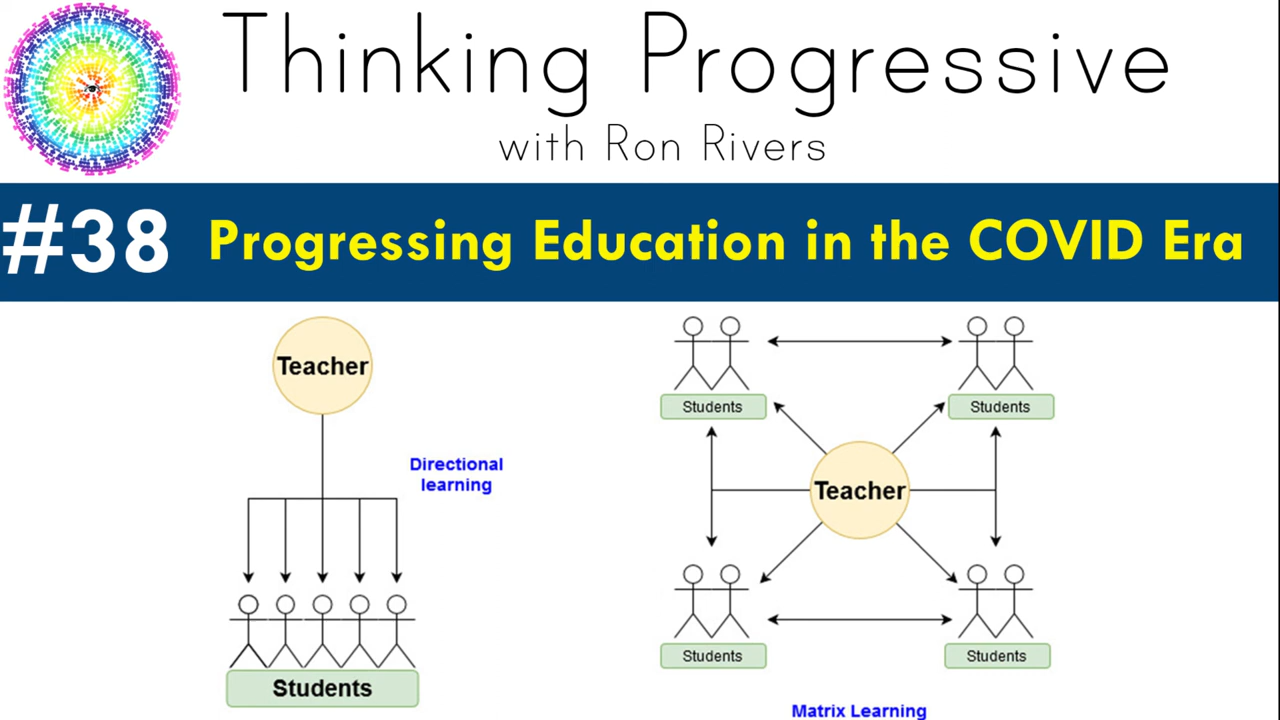 Thinking Progressive
with Ron Rivers
#38 Progressing Education in the COVID Era
Teacher
Directional
learning
Students
Students
Students
Teacher
Students
Students
Matrix Learning